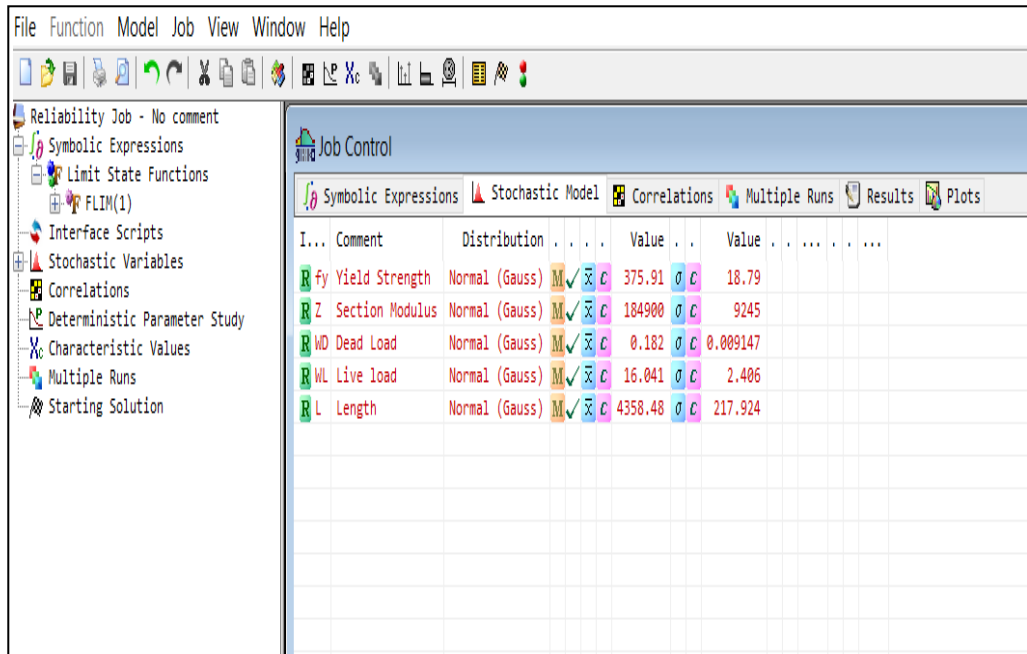 File Function Model Job View Window Help
Reliability Job - No comment
Symbolic Expressions
Limit State Functions
FLIM(1)
Interface Scripts
Stochastic Variables
Correlations
Deterministic Parameter Study
Characteristic Values
Multiple Runs
Starting Solution
Job Control
Symbolic Expressions Stochastic Model Correlations Multiple Runs Results Plots
I... Comment Distribution . . . . Value . . Value . . ... . . ...
R fy Yield Strength Normal (Gauss) M ✓ x̄ c 375.91 σ c 18.79
R Z Section Modulus Normal (Gauss) M ✓ x̄ c 184900 σ c 9245
R WD Dead Load Normal (Gauss) M ✓ x̄ c 0.182 σ c 0.009147
R WL Live load Normal (Gauss) M ✓ x̄ c 16.041 σ c 2.406
R L Length Normal (Gauss) M ✓ x̄ c 4358.48 σ c 217.924